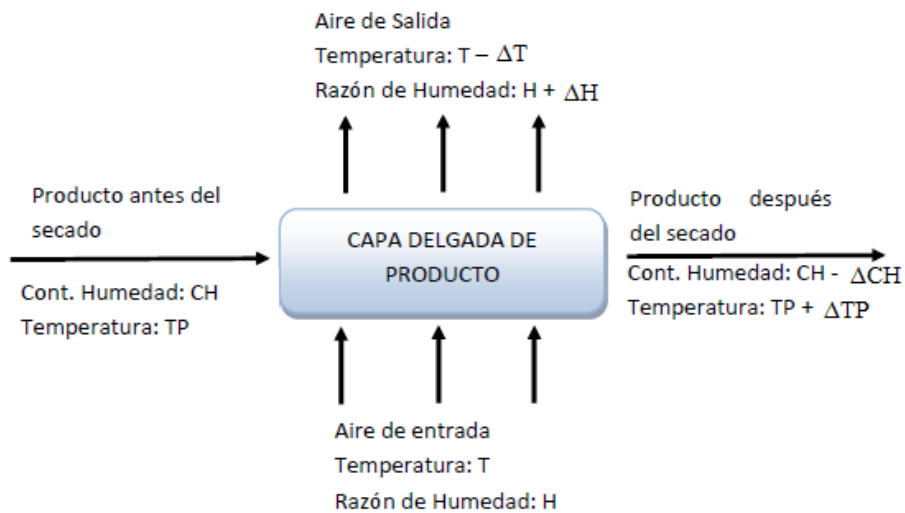 Aire de Salida
Temperatura: T – ΔT
Razón de Humedad: H + ΔH
Producto antes del
secado
Cont. Humedad: CH
Temperatura: TP
CAPA DELGADA DE
PRODUCTO
Producto después
del secado
Cont. Humedad: CH - ΔCH
Temperatura: TP + ΔTP
Aire de entrada
Temperatura: T
Razón de Humedad: H